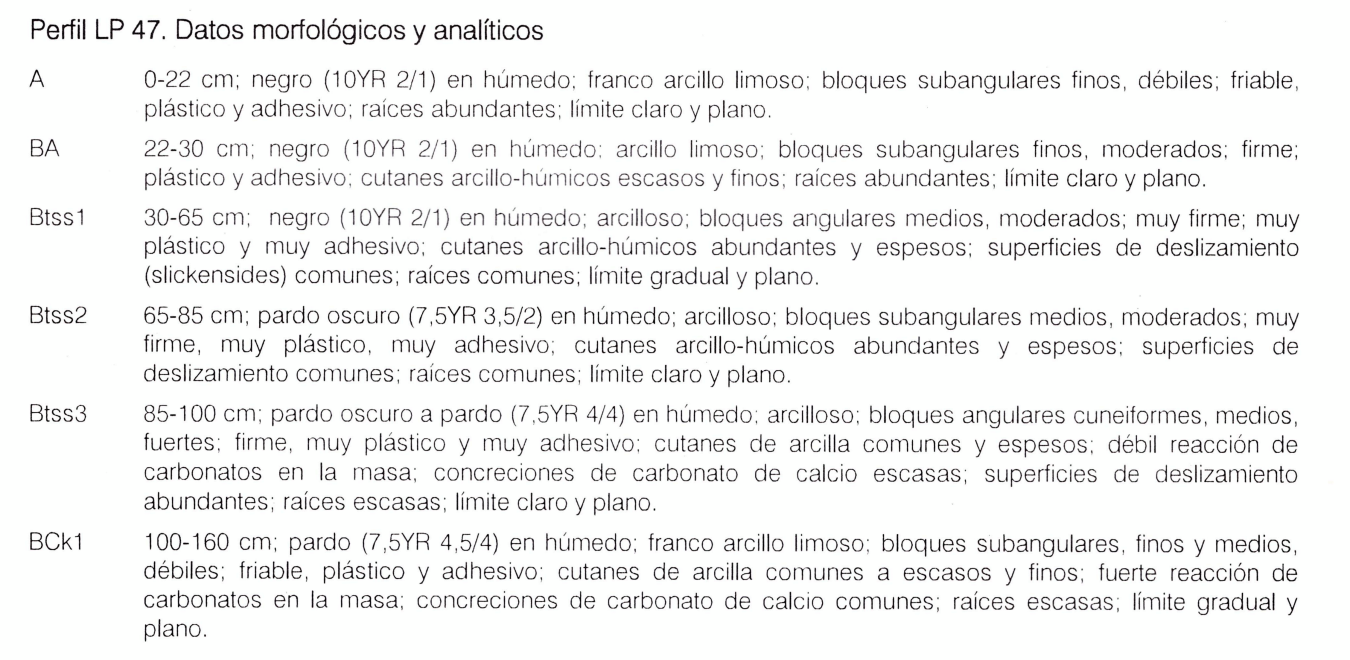 Perfil LP 47. Datos morfológicos y analíticos
A 0-22 cm; negro (10YR 2/1) en húmedo; franco arcillo limoso; bloques subangulares finos, débiles; friable,
plástico y adhesivo; raíces abundantes; límite claro y plano.
BA 22-30 cm; negro (10YR 2/1) en húmedo; arcillo limoso; bloques subangulares finos, moderados; firme;
plástico y adhesivo; cutanes arcillo-húmicos escasos y finos; raíces abundantes; límite claro y plano.
Btss1 30-65 cm; negro (10YR 2/1) en húmedo; arcilloso; bloques angulares medios, moderados; muy firme; muy
plástico y muy adhesivo; cutanes arcillo-húmicos abundantes y espesos; superficies de deslizamiento
(slickensides) comunes; raíces comunes; límite gradual y plano.
Btss2 65-85 cm; pardo oscuro (7,5YR 3,5/2) en húmedo; arcilloso; bloques subangulares medios, moderados; muy
firme, muy plástico, muy adhesivo; cutanes arcillo-húmicos abundantes y espesos; superficies de
deslizamiento comunes; raíces comunes; límite claro y plano.
Btss3 85-100 cm; pardo oscuro a pardo (7,5YR 4/4) en húmedo; arcilloso; bloques angulares cuneiformes, medios,
fuertes; firme, muy plástico y muy adhesivo; cutanes de arcilla comunes y espesos; débil reacción de
carbonatos en la masa; concreciones de carbonato de calcio escasas; superficies de deslizamiento
abundantes; raíces escasas; límite claro y plano.
BCk1 100-160 cm; pardo (7,5YR 4,5/4) en húmedo; franco arcillo limoso; bloques subangulares, finos y medios,
débiles; friable, plástico y adhesivo; cutanes de arcilla comunes a escasos y finos; fuerte reacción de
carbonatos en la masa; concreciones de carbonato de calcio comunes; raíces escasas; límite gradual y
plano.